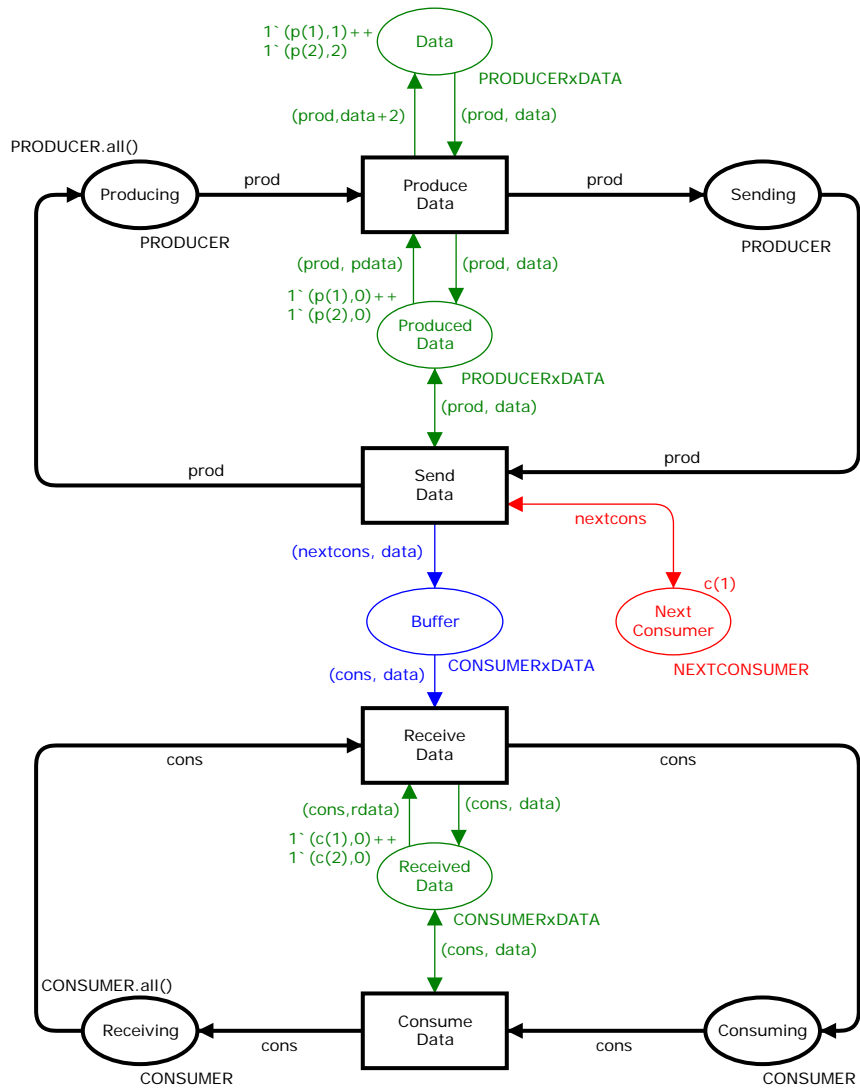 1`(p(1),1)++
1`(p(2),2)
Data
PRODUCERxDATA
(prod,data+2)
(prod, data)
PRODUCER.all()
Producing
prod
Produce
Data
prod
Sending
PRODUCER
PRODUCER
(prod, pdata)
(prod, data)
1`(p(1),0)++
1`(p(2),0)
Produced
Data
PRODUCERxDATA
(prod, data)
prod
Send
Data
prod
nextcons
(nextcons, data)
c(1)
Buffer
Next
Consumer
CONSUMERxDATA
NEXTCONSUMER
(cons, data)
Receive
Data
cons
cons
(cons,rdata)
(cons, data)
1`(c(1),0)++
1`(c(2),0)
Received
Data
CONSUMERxDATA
(cons, data)
CONSUMER.all()
Receiving
cons
Consume
Data
cons
Consuming
CONSUMER
CONSUMER